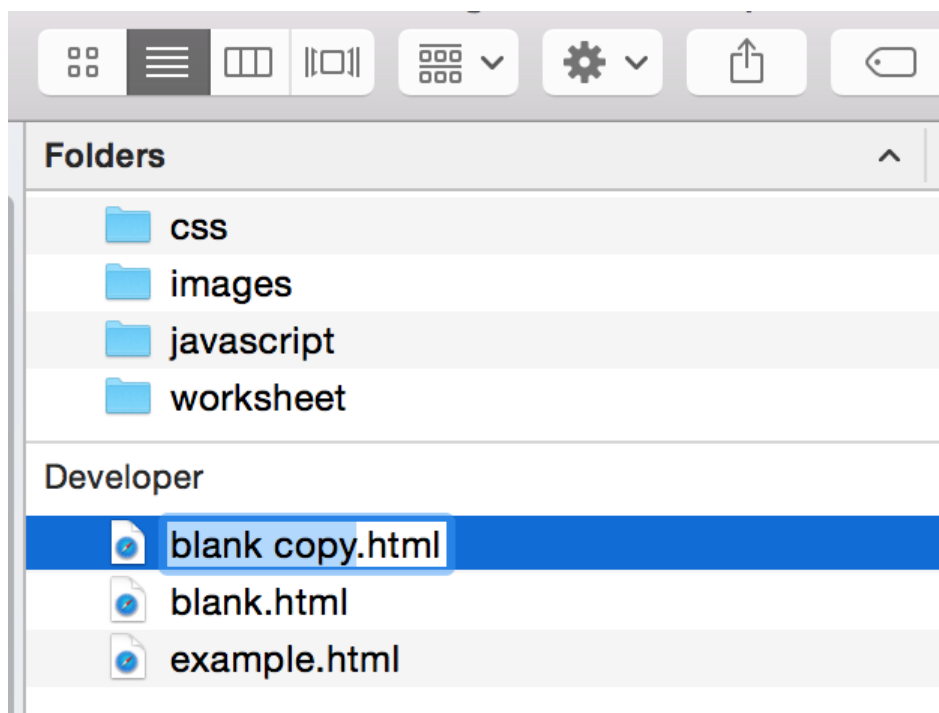 Folders
css
images
javascript
worksheet
Developer
blank copy.html
blank.html
example.html